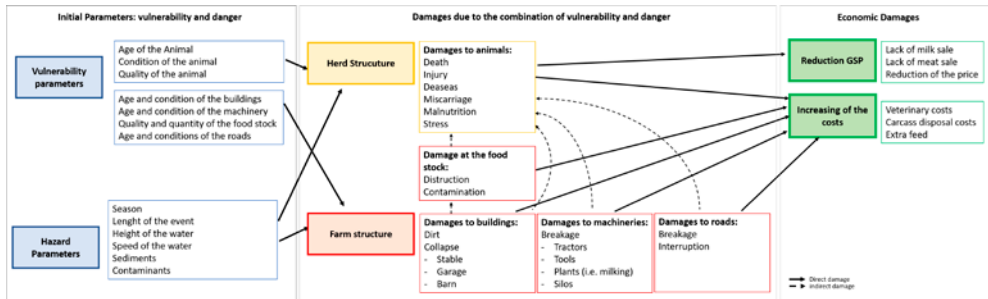 Initial Parameters: vulnerability and danger
Vulnerability
parameters
Age of the Animal
Condition of the animal
Quality of the animal
Age and condition of the buildings
Age and condition of the machinery
Quality and quantity of the food stock
Age and conditions of the roads
Hazard
Parameters
Season
Lenght of the event
Height of the water
Speed of the water
Sediments
Contaminants
Damages due to the combination of vulnerability and danger
Herd Strucuture
Farm structure
Damages to animals:
Death
Injury
Deaseas
Miscarriage
Malnutrition
Stress
Damage at the food
stock:
Distruction
Contamination
Damages to buildings:
Dirt
Collapse
- Stable
- Garage
- Barn
Damages to machineries:
Breakage
- Tractors
- Tools
- Plants (i.e. milking)
- Silos
Damages to roads:
Breakage
Interruption
Economic Damages
Reduction GSP
Lack of milk sale
Lack of meat sale
Reduction of the price
Increasing of the
costs
Veterinary costs
Carcass disposal costs
Extra feed
Direct damage
indirect damage